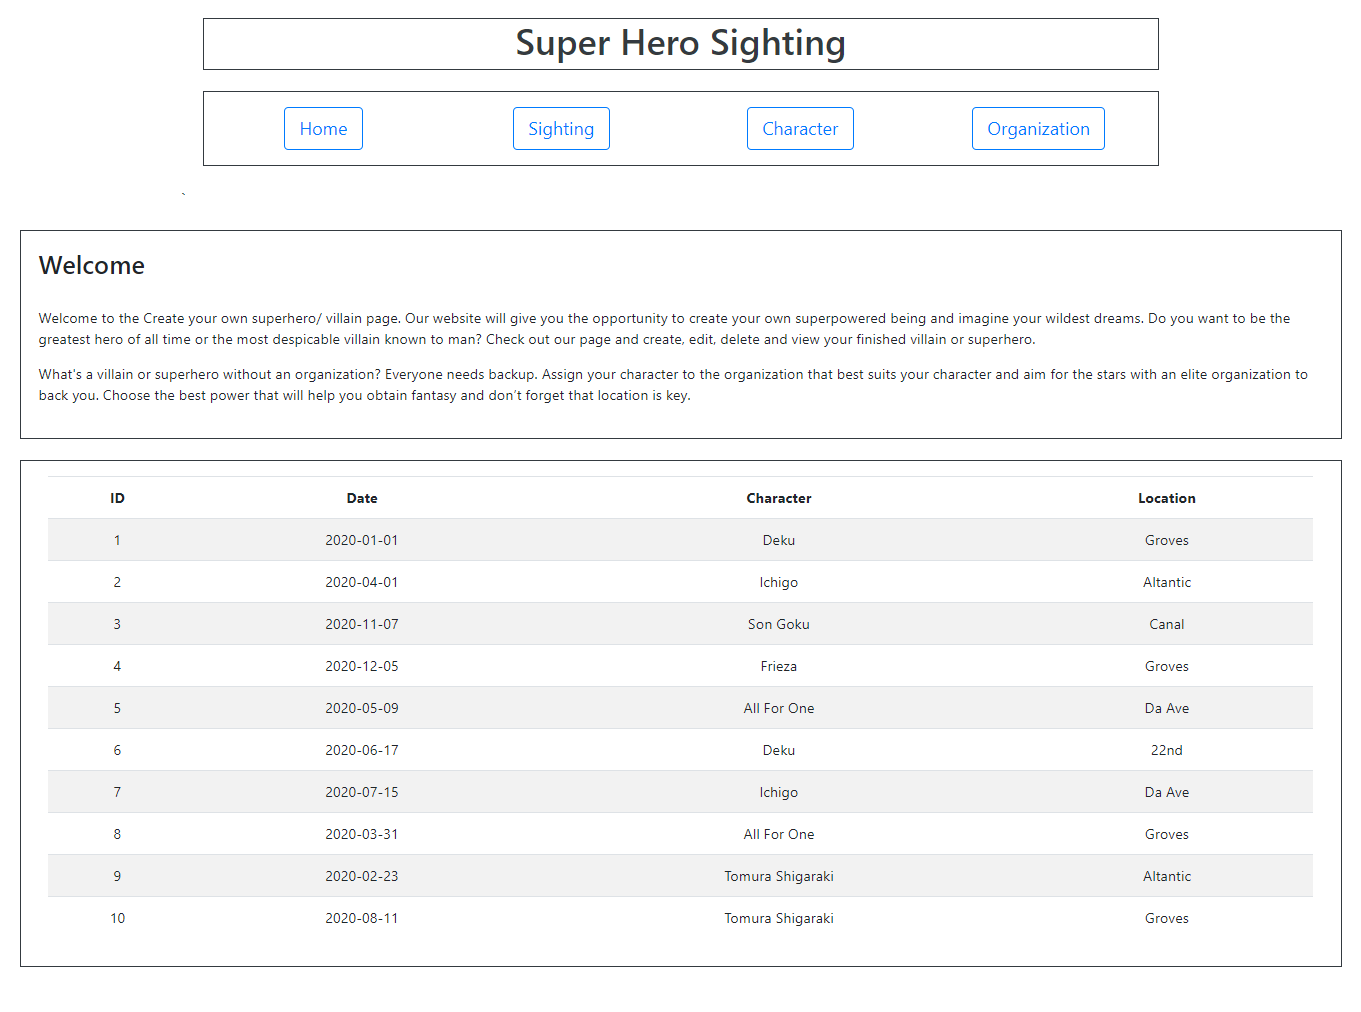 Super Hero Sighting
Home Sighting Character Organization
`
Welcome
Welcome to the Create your own superhero/ villain page. Our website will give you the opportunity to create your own superpowered being and imagine your wildest dreams. Do you want to be the
greatest hero of all time or the most despicable villain known to man? Check out our page and create, edit, delete and view your finished villain or superhero.
What's a villain or superhero without an organization? Everyone needs backup. Assign your character to the organization that best suits your character and aim for the stars with an elite organization to
back you. Choose the best power that will help you obtain fantasy and don’t forget that location is key.
ID Date Character Location
1 2020-01-01 Deku Groves
2 2020-04-01 Ichigo Altantic
3 2020-11-07 Son Goku Canal
4 2020-12-05 Frieza Groves
5 2020-05-09 All For One Da Ave
6 2020-06-17 Deku 22nd
7 2020-07-15 Ichigo Da Ave
8 2020-03-31 All For One Groves
9 2020-02-23 Tomura Shigaraki Altantic
10 2020-08-11 Tomura Shigaraki Groves